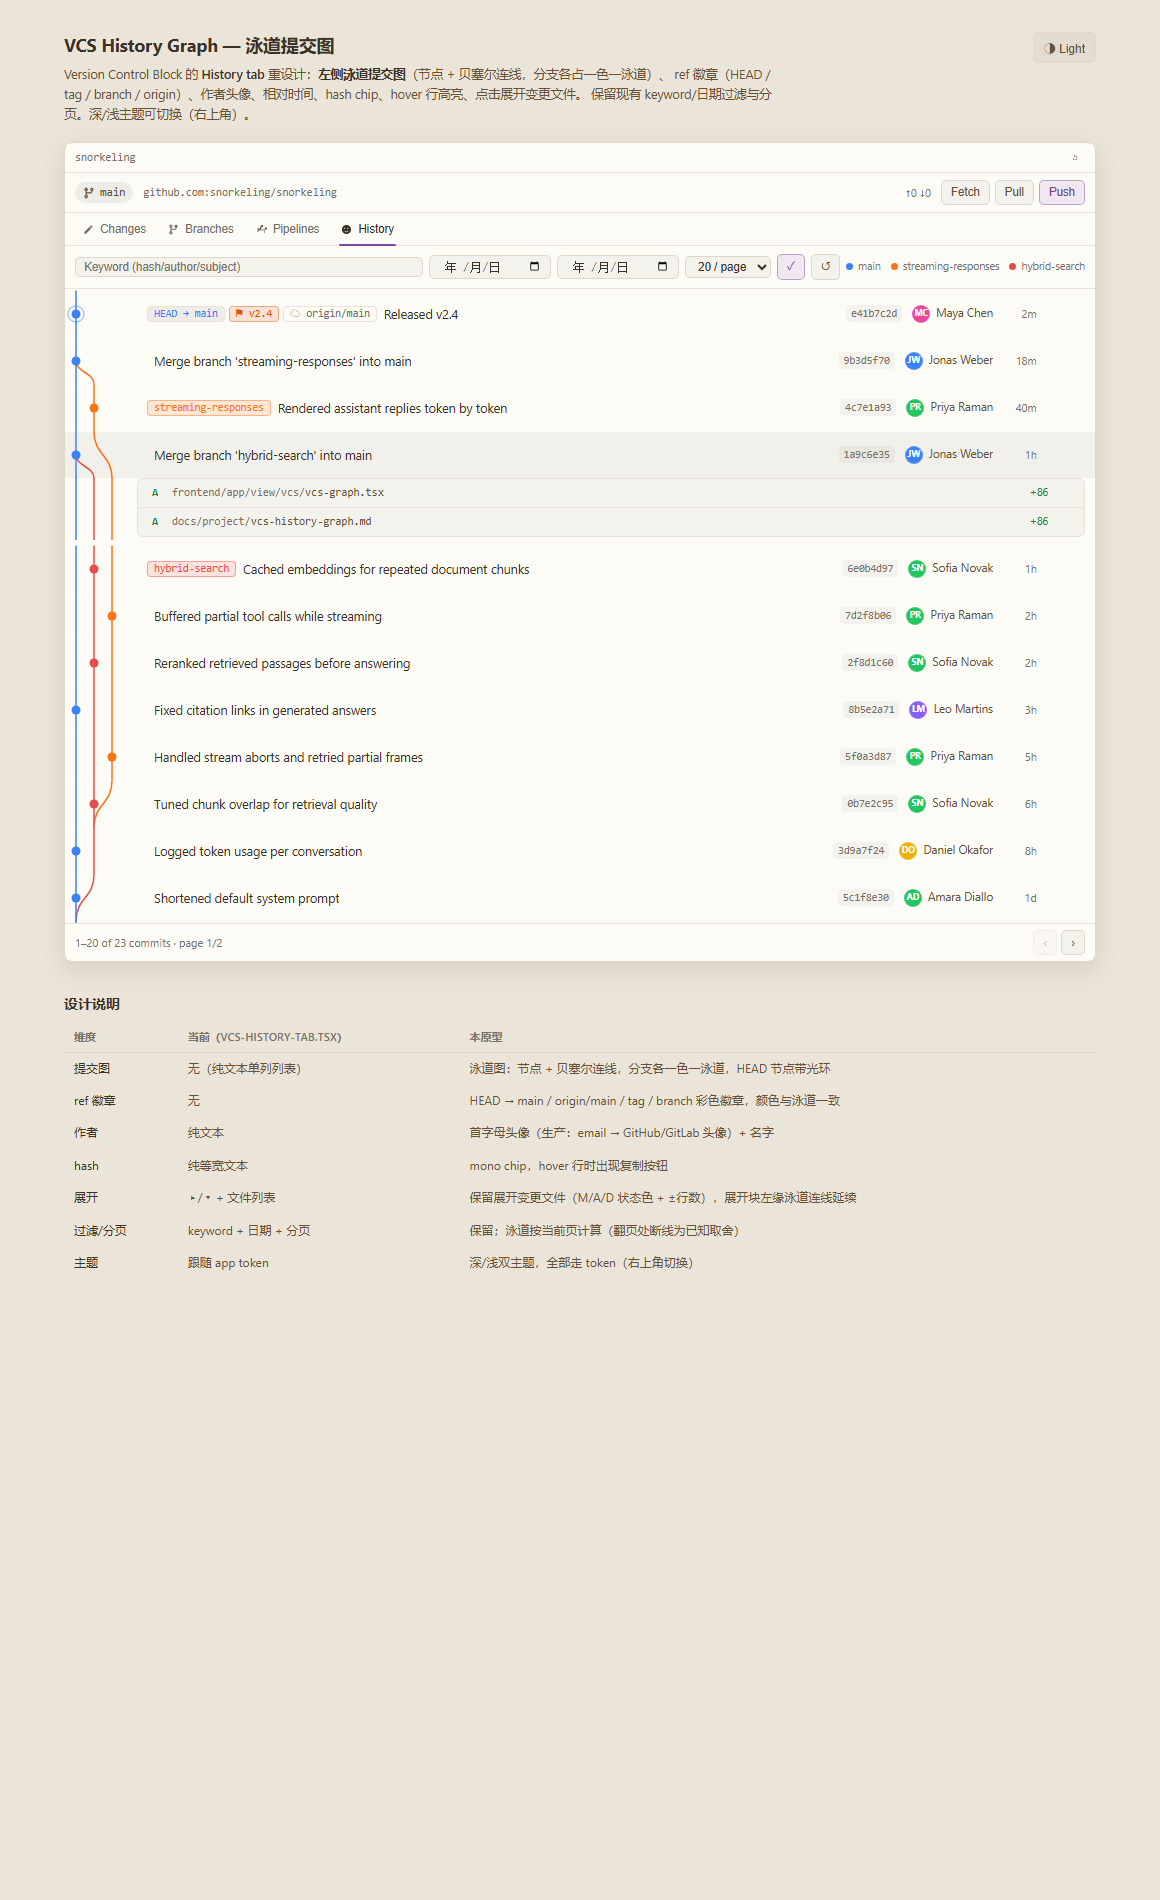 VCS History Graph — 泳道提交图
Light
Version Control Block 的 History tab 重设计：左侧泳道提交图（节点 + 贝塞尔连线，分支各占一色一泳道）、 ref 徽章（HEAD /
tag / branch / origin）、作者头像、相对时间、hash chip、hover 行高亮、点击展开变更文件。 保留现有 keyword/日期过滤与分
页。深/浅主题可切换（右上角）。
snorkeling
main github.com:snorkeling/snorkeling ↑0 ↓0 Fetch Pull Push
Changes Branches Pipelines History
Keyword (hash/author/subject) 年 /月/日 年 /月/日 20 / page ✓ ↺ main streaming-responses hybrid-search
HEAD → main v2.4 origin/main Released v2.4 e41b7c2d MC Maya Chen 2m
Merge branch 'streaming-responses' into main 9b3d5f70 JW Jonas Weber 18m
streaming-responses Rendered assistant replies token by token 4c7e1a93 PR Priya Raman 40m
Merge branch 'hybrid-search' into main 1a9c6e35 JW Jonas Weber 1h
A frontend/app/view/vcs/vcs-graph.tsx +86
A docs/project/vcs-history-graph.md +86
hybrid-search Cached embeddings for repeated document chunks 6e0b4d97 SN Sofia Novak 1h
Buffered partial tool calls while streaming 7d2f8b06 PR Priya Raman 2h
Reranked retrieved passages before answering 2f8d1c60 SN Sofia Novak 2h
Fixed citation links in generated answers 8b5e2a71 LM Leo Martins 3h
Handled stream aborts and retried partial frames 5f0a3d87 PR Priya Raman 5h
Tuned chunk overlap for retrieval quality 0b7e2c95 SN Sofia Novak 6h
Logged token usage per conversation 3d9a7f24 DO Daniel Okafor 8h
Shortened default system prompt 5c1f8e30 AD Amara Diallo 1d
1–20 of 23 commits · page 1/2 ‹ ›
设计说明
维度 当前（VCS-HISTORY-TAB.TSX） 本原型
提交图 无（纯文本单列列表） 泳道图：节点 + 贝塞尔连线，分支各一色一泳道，HEAD 节点带光环
ref 徽章 无 HEAD → main / origin/main / tag / branch 彩色徽章，颜色与泳道一致
作者 纯文本 首字母头像（生产：email → GitHub/GitLab 头像）+ 名字
hash 纯等宽文本 mono chip，hover 行时出现复制按钮
展开 ▸/▾ + 文件列表 保留展开变更文件（M/A/D 状态色 + ±行数），展开块左缘泳道连线延续
过滤/分页 keyword + 日期 + 分页 保留；泳道按当前页计算（翻页处断线为已知取舍）
主题 跟随 app token 深/浅双主题，全部走 token（右上角切换）